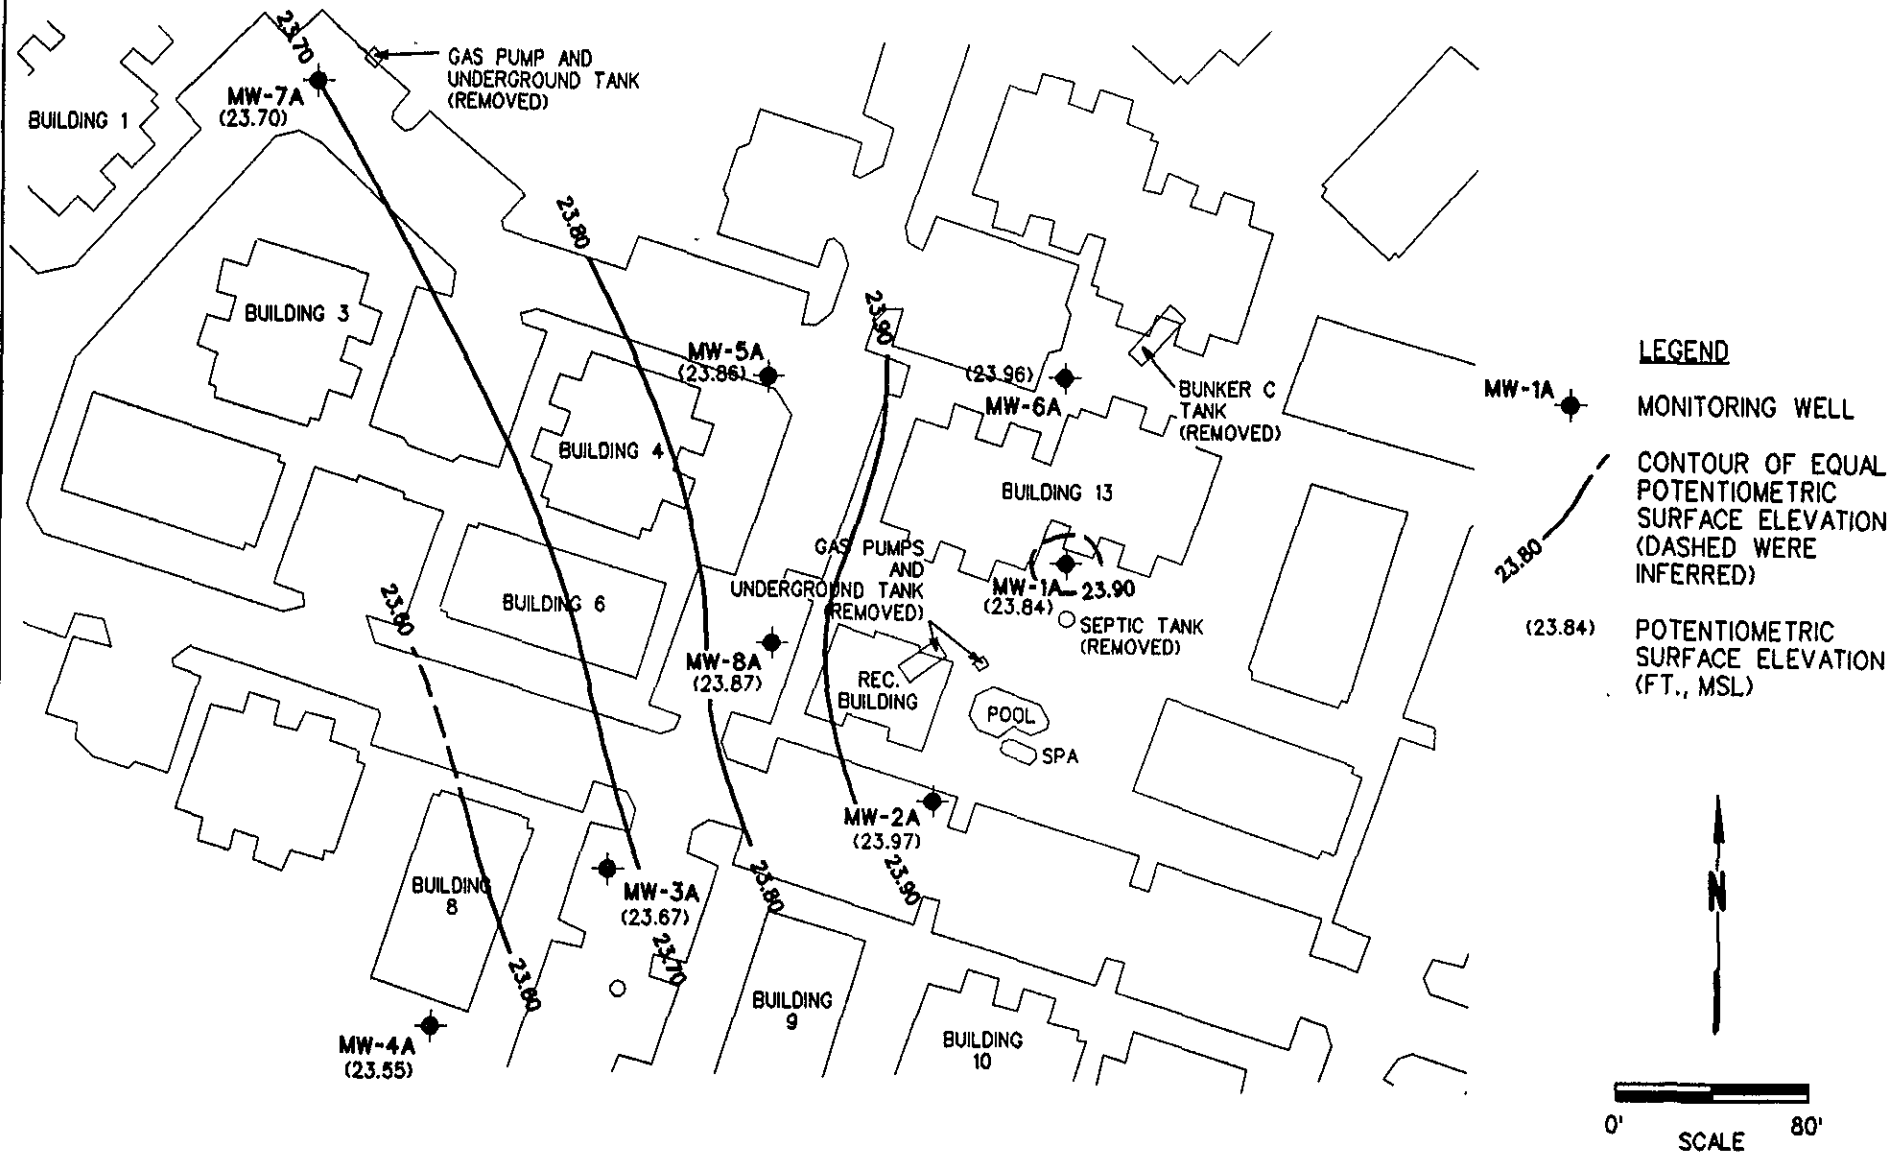 23.70
GAS PUMP AND
UNDERGROUND TANK
(REMOVED)
MW-7A
(23.70)
BUILDING 1
23.80
BUILDING 3
23.90
MW-5A
(23.86)
(23.96)
MW-6A
BUNKER C
TANK
(REMOVED)
BUILDING 4
BUILDING 13
GAS PUMPS
AND
UNDERGROUND TANK
(REMOVED)
MW-1A
23.90
(23.84)
SEPTIC TANK
(REMOVED)
BUILDING 6
23.60
MW-8A
(23.87)
REC.
BUILDING
POOL
SPA
MW-2A
(23.97)
23.90
23.80
BUILDING
8
MW-3A
(23.67)
23.70
23.60
BUILDING
9
BUILDING
10
MW-4A
(23.55)
LEGEND
MW-1A
MONITORING WELL
23.80
CONTOUR OF EQUAL
POTENTIOMETRIC
SURFACE ELEVATION
(DASHED WERE
INFERRED)
(23.84)
POTENTIOMETRIC
SURFACE ELEVATION
(FT., MSL)
N
0'
80'
SCALE